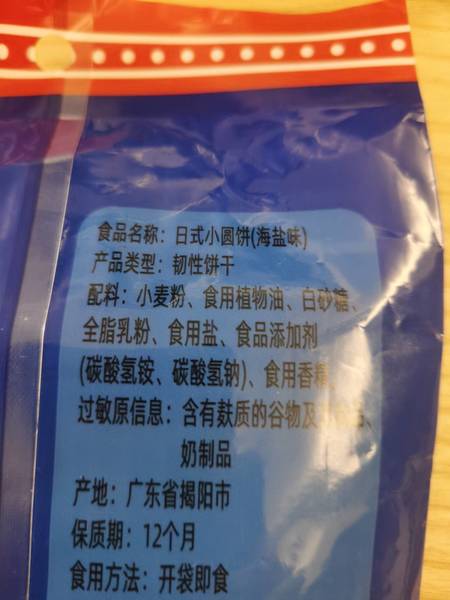 食品名称：日式小圆饼(海盐味)
产品类型：韧性饼干
配料：小麦粉、食用植物油、白砂糖、
全脂乳粉、食用盐、食品添加剂
(碳酸氢铵、碳酸氢钠)、食用香精
过敏原信息：含有麸质的谷物及
奶制品
产地：广东省揭阳市
保质期：12个月
食用方法：开袋即食